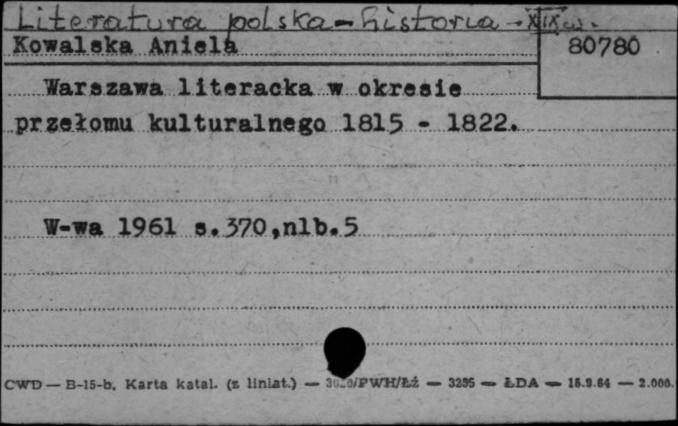 Literatura polska - historia - XIX w.
Kowalska Aniela
80780
Warszawa literacka w okresie
przełomu kulturalnego 1815 - 1822.
W-wa 1961 s.370,nlb.5
CWD — B-15-b, Karta katal. (z liniat.) — /PWH/Łź — 3295 — ŁDA — 15.9.64 — 2.000.